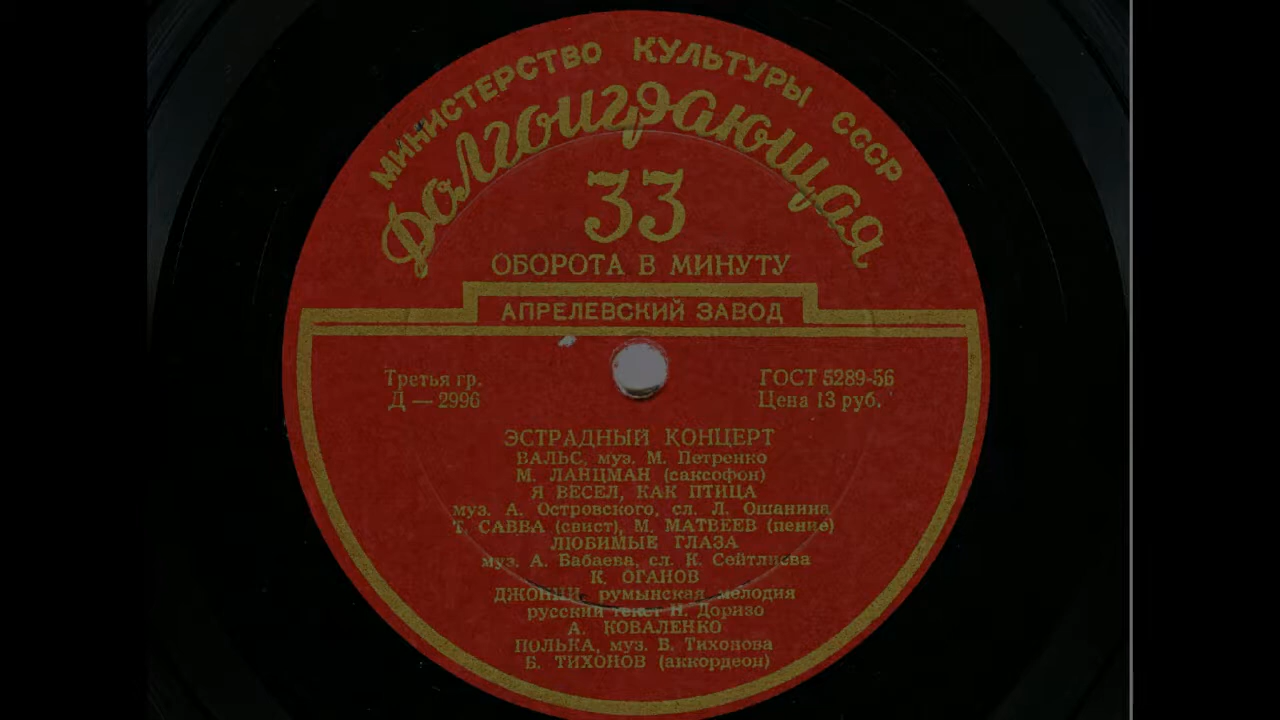 МИНИСТЕРСТВО КУЛЬТУРЫ СССР
Долгоиграющая
33
ОБОРОТА В МИНУТУ
АПРЕЛЕВСКИЙ ЗАВОД
Третья гр.
Д — 2996
ГОСТ 5289-56
Цена 13 руб.
ЭСТРАДНЫЙ КОНЦЕРТ
ВАЛЬС, муз. М. Петренко
М. ЛАНЦМАН (саксофон)
Я ВЕСЕЛ, КАК ПТИЦА
муз. А. Островского, сл. Л. Ошанина
Т. САВВА (свист), М. МАТВЕЕВ (пение)
ЛЮБИМЫЕ ГЛАЗА
муз. А. Бабаева, сл. К. Сейтлиева
К. ОГАНОВ
ДЖОННИ, румынская мелодия
русский текст Н. Доризо
А. КОВАЛЕНКО
ПОЛЬКА, муз. Б. Тихонова
Б. ТИХОНОВ (аккордеон)